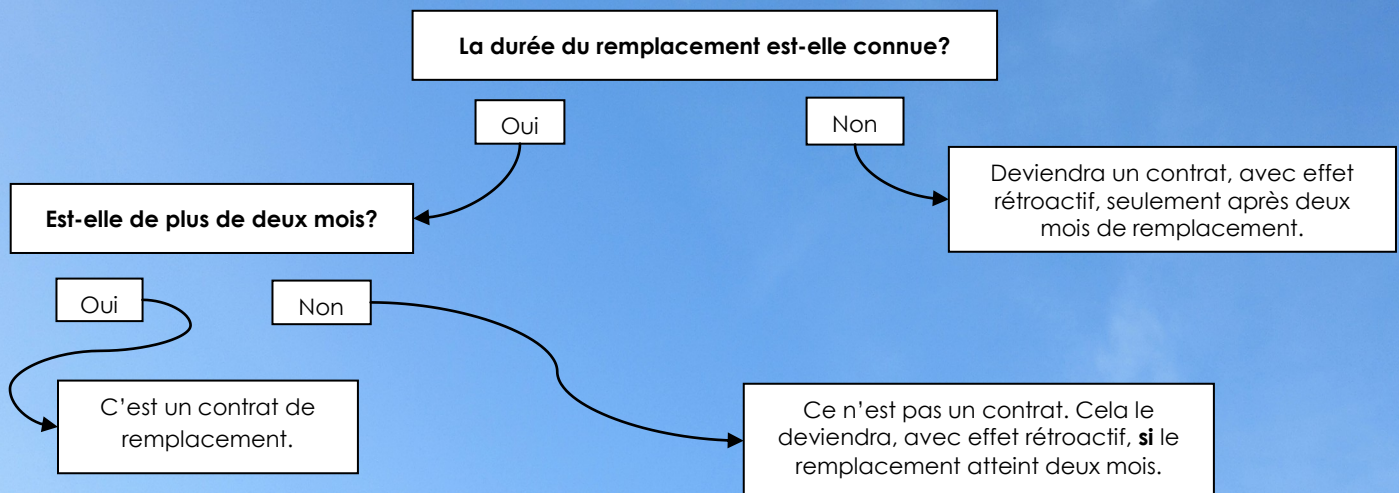 La durée du remplacement est-elle connue?
Oui
Non
Deviendra un contrat, avec effet
rétroactif, seulement après deux
mois de remplacement.
Est-elle de plus de deux mois?
Oui
Non
C’est un contrat de
remplacement.
Ce n’est pas un contrat. Cela le
deviendra, avec effet rétroactif, si le
remplacement atteint deux mois.